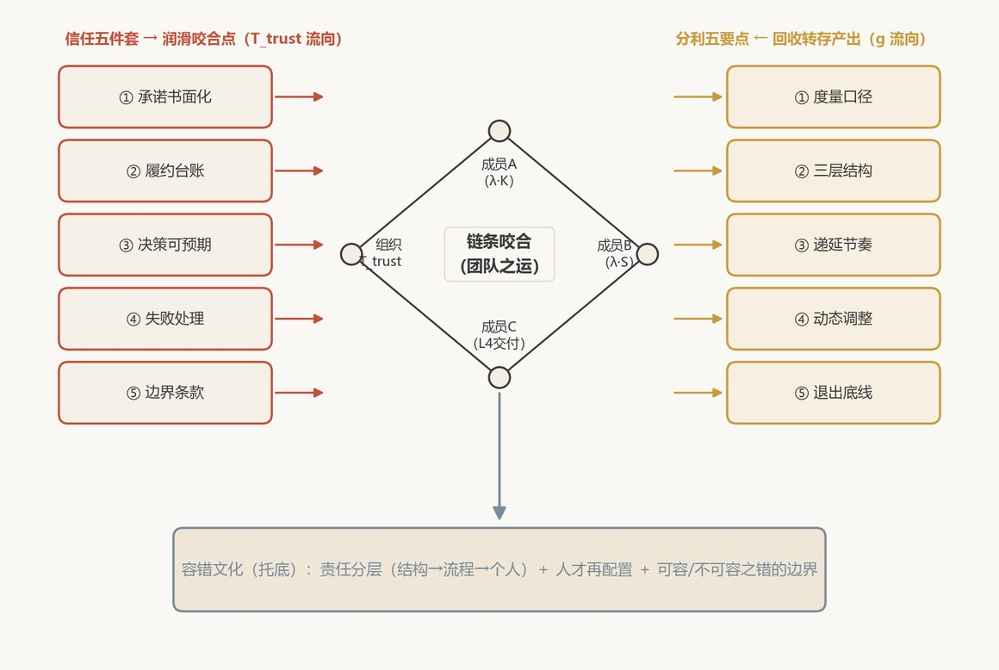 信任五件套 → 润滑咬合点（T_trust 流向）
① 承诺书面化
② 履约台账
③ 决策可预期
④ 失败处理
⑤ 边界条款
成员A
(λ·K)
组织
T_trust
链条咬合
(团队之运)
成员B
(λ·S)
成员C
(L4交付)
分利五要点 ← 回收转存产出（g 流向）
① 度量口径
② 三层结构
③ 递延节奏
④ 动态调整
⑤ 退出底线
容错文化（托底）：责任分层（结构→流程→个人） + 人才再配置 + 可容/不可容之错的边界